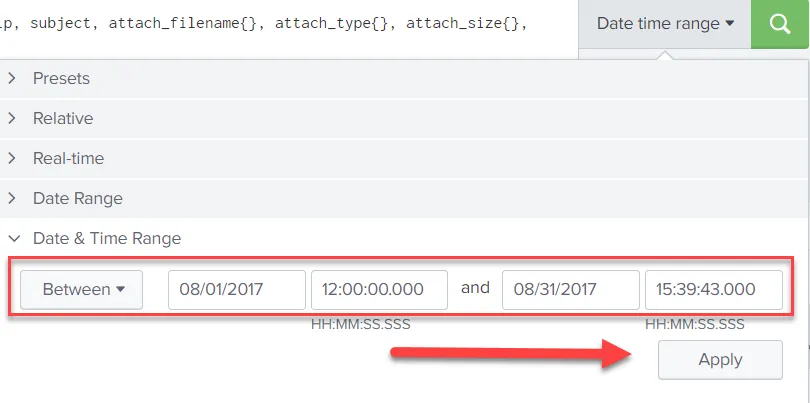 ip, subject, attach_filename{}, attach_type{}, attach_size{},
Date time range
Presets
Relative
Real-time
Date Range
Date & Time Range
Between 08/01/2017 12:00:00.000 and 08/31/2017 15:39:43.000
HH:MM:SS.SSS HH:MM:SS.SSS
Apply